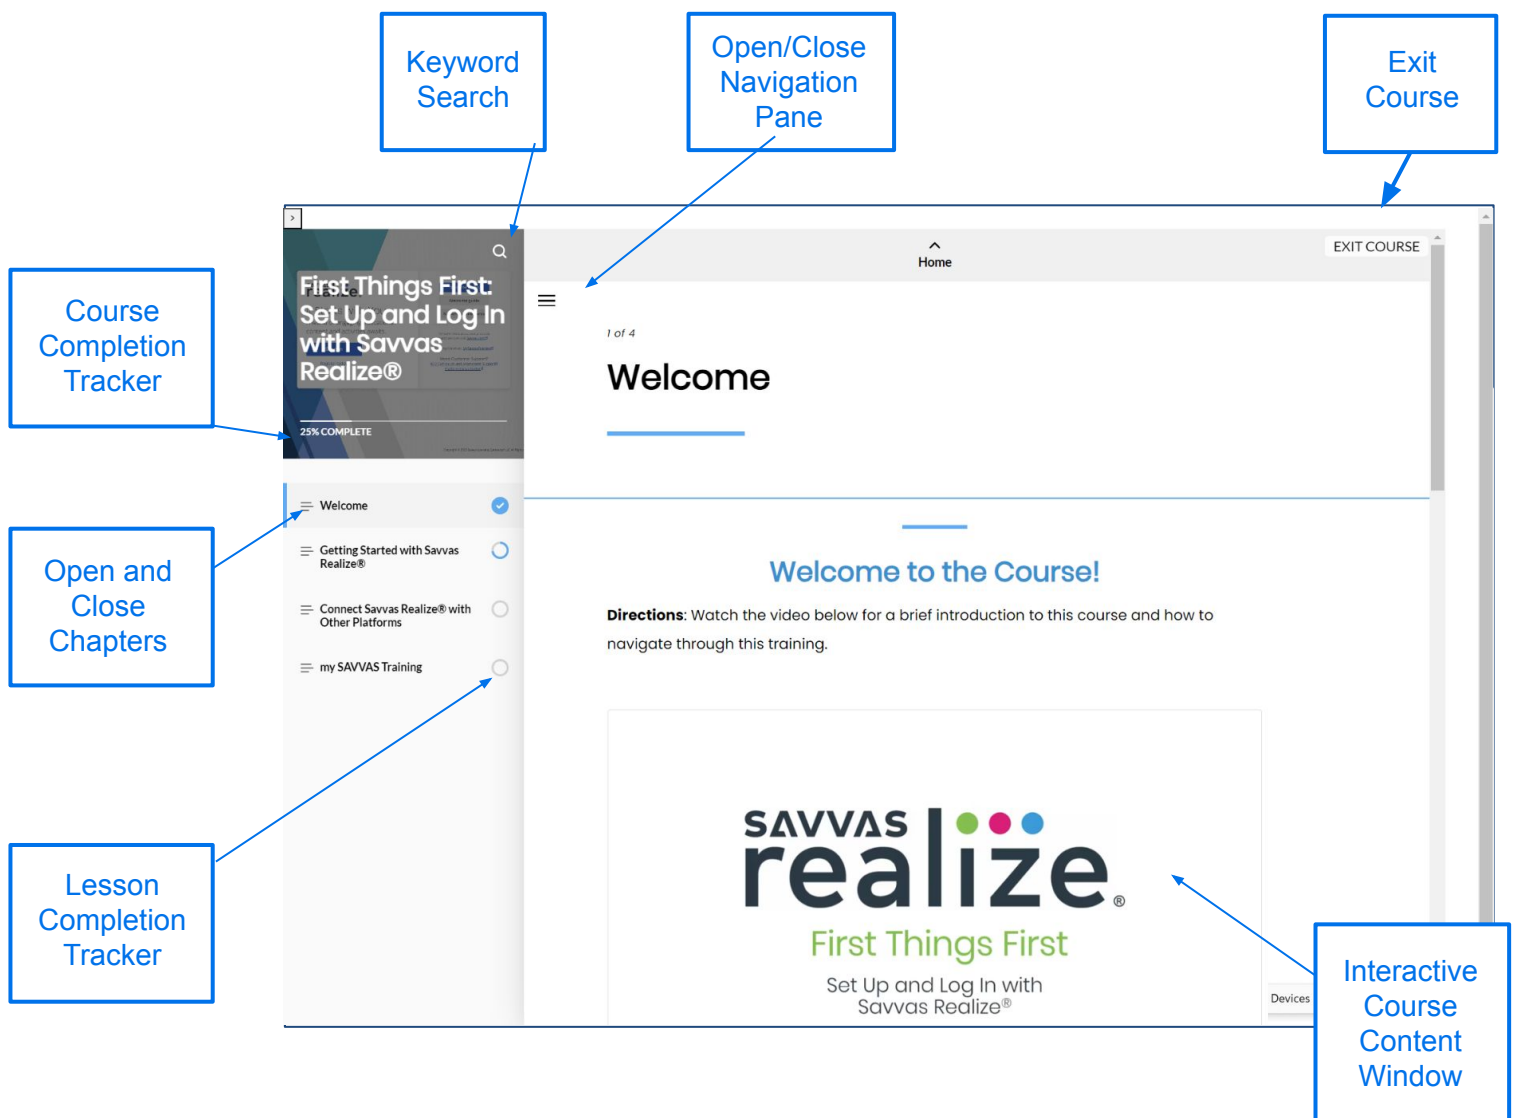 Keyword
Search
Open/Close
Navigation
Pane
Exit
Course
Course
Completion
Tracker
Open and
Close
Chapters
Lesson
Completion
Tracker
Interactive
Course
Content
Window
First Things First:
Set Up and Log In
with Savvas
Realize®
25% COMPLETE
Welcome
Getting Started with Savvas
Realize®
Connect Savvas Realize® with
Other Platforms
my SAVVAS Training
Home
EXIT COURSE
1 of 4
Welcome
Welcome to the Course!
Directions: Watch the video below for a brief introduction to this course and how to
navigate through this training.
SAVVAS
realize®
First Things First
Set Up and Log In with
Savvas Realize®
Devices